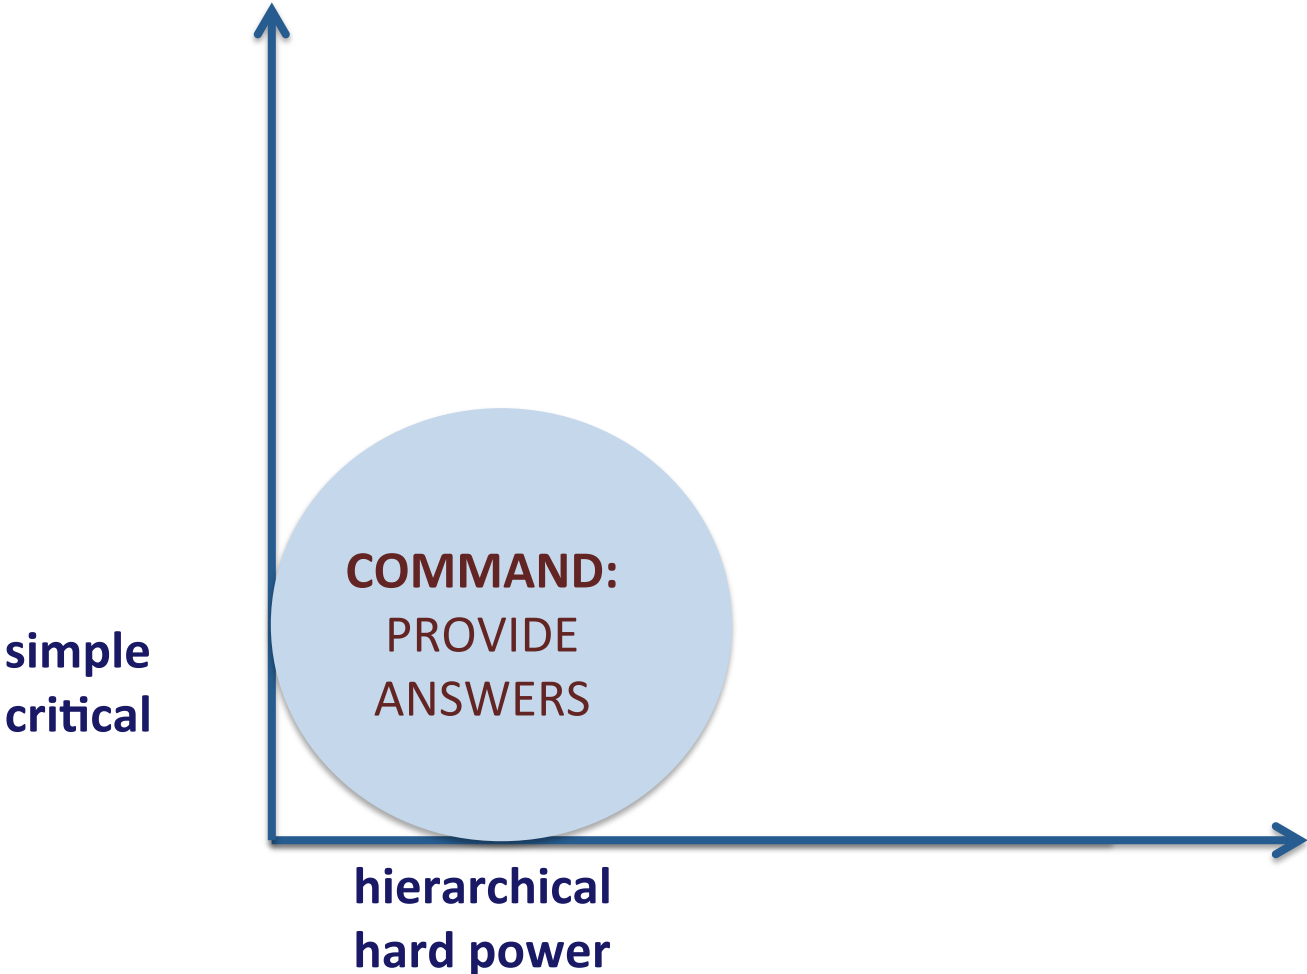 COMMAND:
PROVIDE
ANSWERS
simple
critical
hierarchical
hard power